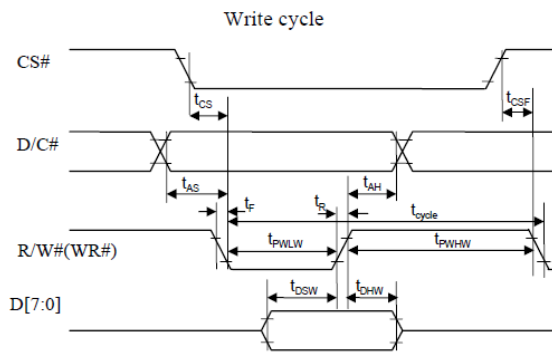 Write cycle
CS#
tCS
tCSF
D/C#
tAS
tF
tR
tAH
tcycle
R/W#(WR#)
tPWLW
tPWHW
D[7:0]
tDSW
tDHW